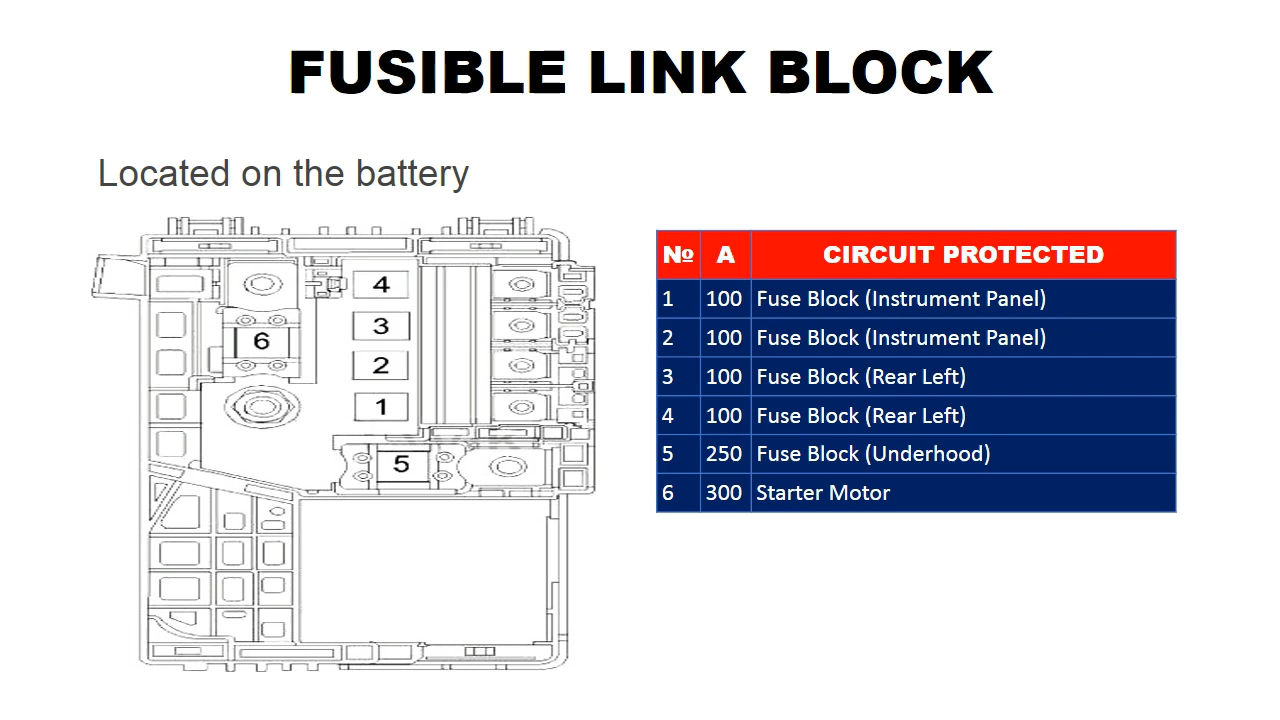 FUSIBLE LINK BLOCK
Located on the battery
4
3
2
1
6
5
№ A CIRCUIT PROTECTED
1 100 Fuse Block (Instrument Panel)
2 100 Fuse Block (Instrument Panel)
3 100 Fuse Block (Rear Left)
4 100 Fuse Block (Rear Left)
5 250 Fuse Block (Underhood)
6 300 Starter Motor